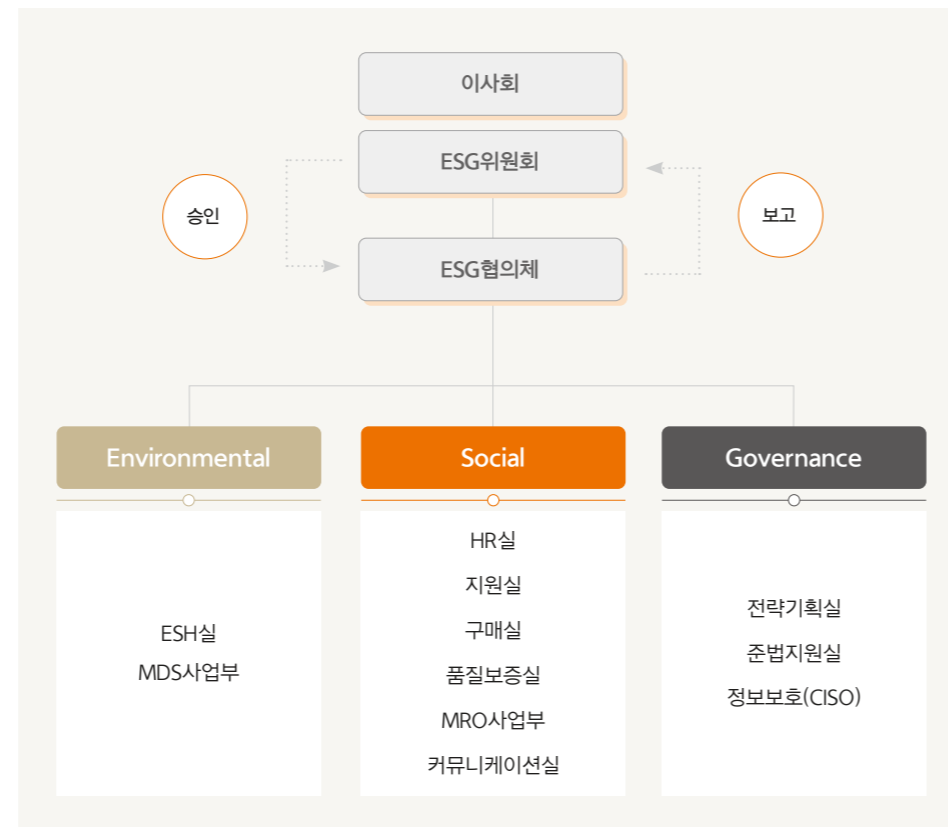 이사회
ESG위원회
승인
보고
ESG협의체
Environmental
ESH실
MDS사업부
Social
HR실
지원실
구매실
품질보증실
MRO사업부
커뮤니케이션실
Governance
전략기획실
준법지원실
정보보호(CISO)